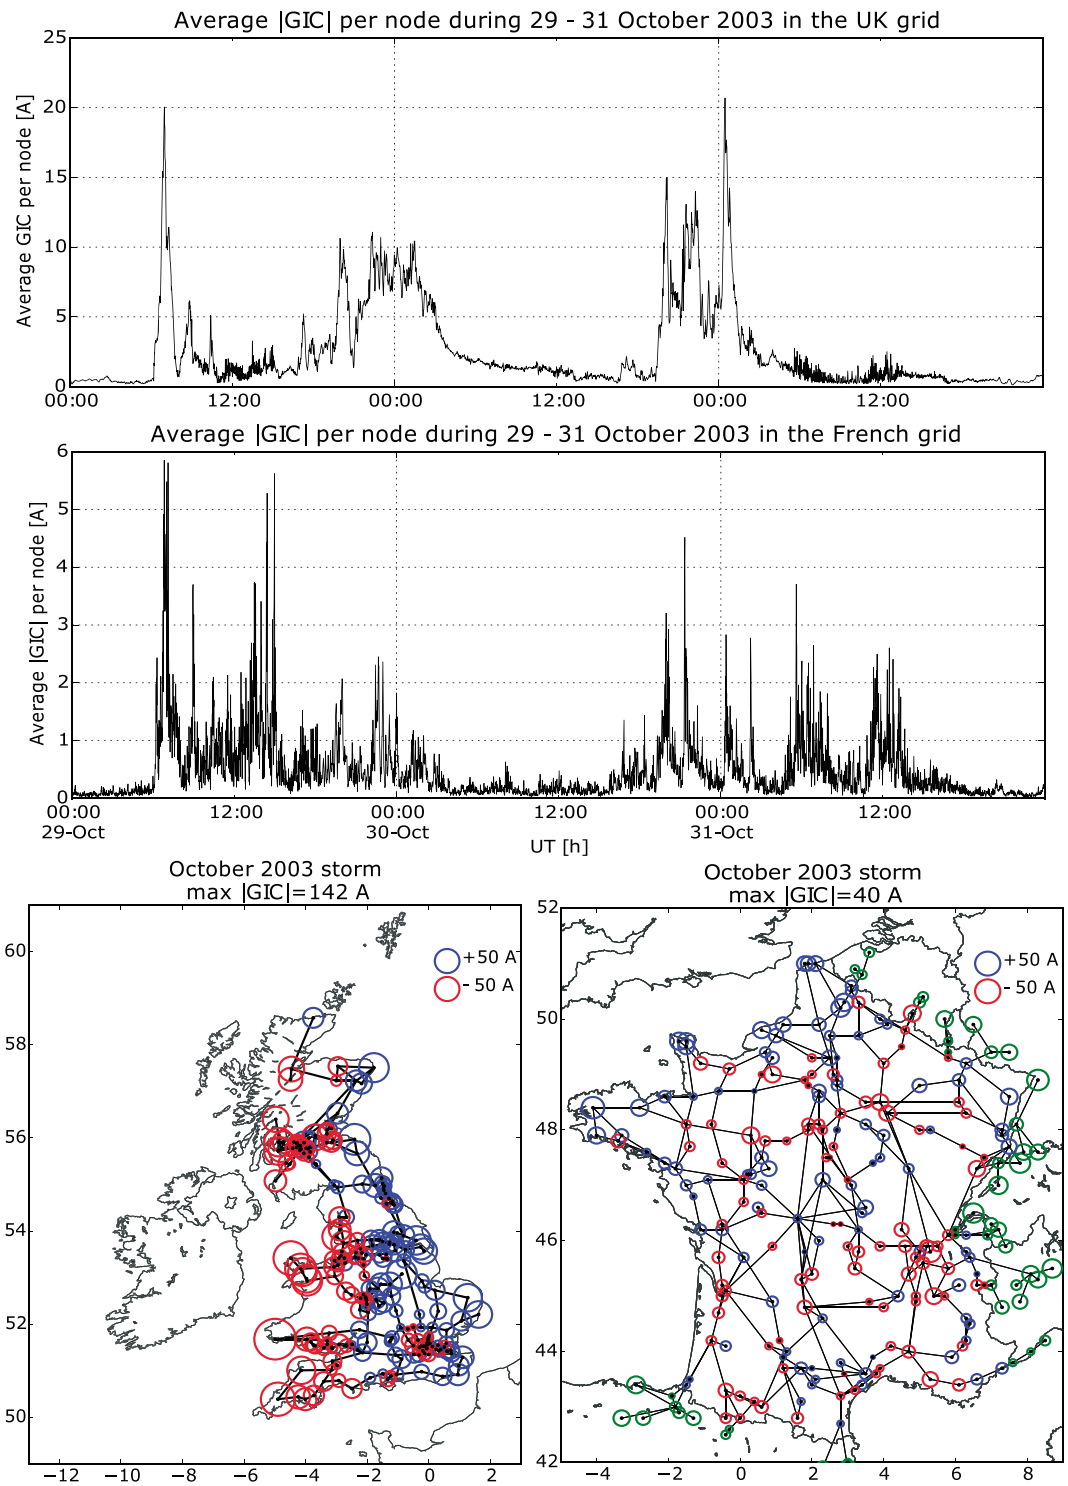 Average |GIC| per node during 29 - 31 October 2003 in the UK grid
25
20
15
10
5
0
Average GIC per node [A]
00:00 12:00 00:00 12:00 00:00 12:00
Average |GIC| per node during 29 - 31 October 2003 in the French grid
6
5
4
3
2
1
0
Average |GIC| per node [A]
00:00 12:00 00:00 12:00 00:00 12:00
29-Oct 30-Oct 31-Oct
UT [h]
October 2003 storm
max |GIC|=142 A
+50 A
- 50 A
60
58
56
54
52
50
−12 −10 −8 −6 −4 −2 0 2
October 2003 storm
max |GIC|=40 A
+50 A
- 50 A
52
50
48
46
44
42
−4 −2 0 2 4 6 8